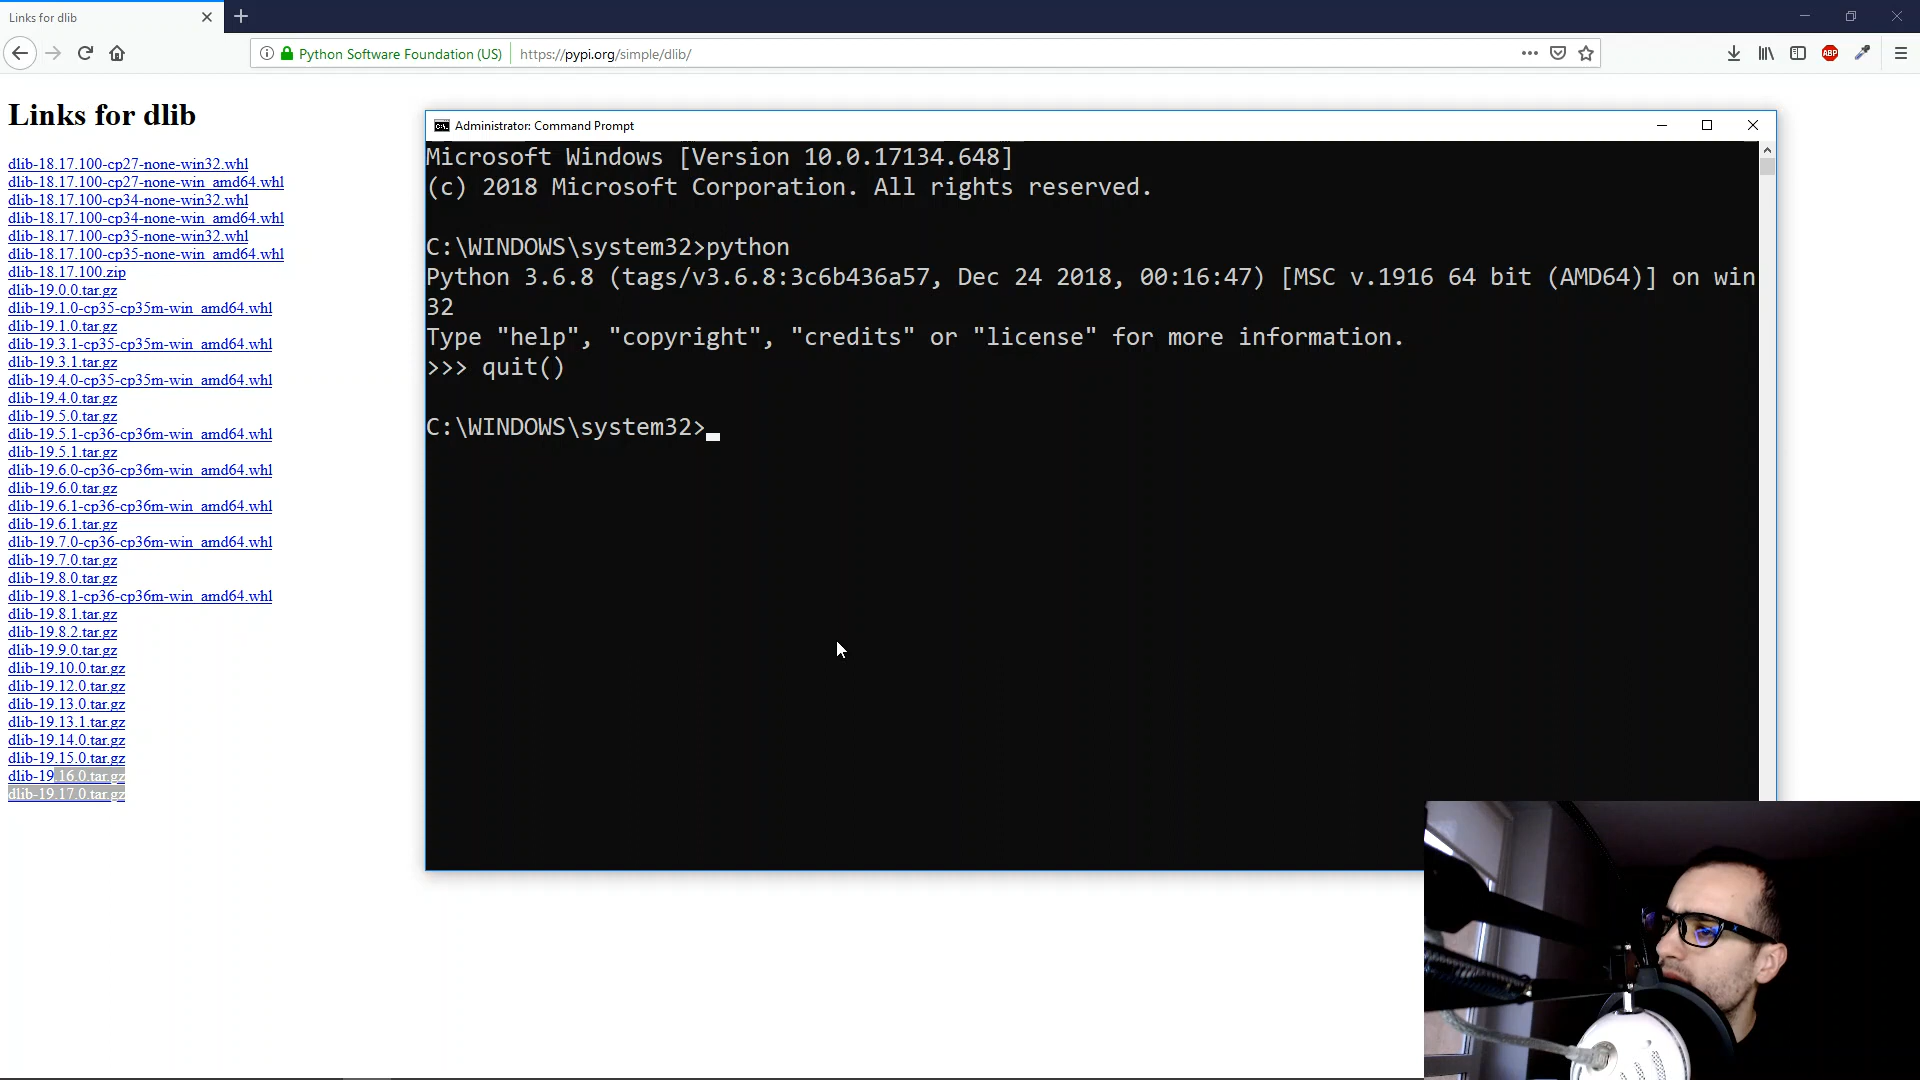 Links for dlib
Python Software Foundation (US)
https://pypi.org/simple/dlib/
ABP
Links for dlib
dlib-18.17.100-cp27-none-win32.whl
dlib-18.17.100-cp27-none-win_amd64.whl
dlib-18.17.100-cp34-none-win32.whl
dlib-18.17.100-cp34-none-win_amd64.whl
dlib-18.17.100-cp35-none-win32.whl
dlib-18.17.100-cp35-none-win_amd64.whl
dlib-18.17.100.zip
dlib-19.0.0.tar.gz
dlib-19.1.0-cp35-cp35m-win_amd64.whl
dlib-19.1.0.tar.gz
dlib-19.3.1-cp35-cp35m-win_amd64.whl
dlib-19.3.1.tar.gz
dlib-19.4.0-cp35-cp35m-win_amd64.whl
dlib-19.4.0.tar.gz
dlib-19.5.0.tar.gz
dlib-19.5.1-cp36-cp36m-win_amd64.whl
dlib-19.5.1.tar.gz
dlib-19.6.0-cp36-cp36m-win_amd64.whl
dlib-19.6.0.tar.gz
dlib-19.6.1-cp36-cp36m-win_amd64.whl
dlib-19.6.1.tar.gz
dlib-19.7.0-cp36-cp36m-win_amd64.whl
dlib-19.7.0.tar.gz
dlib-19.8.0.tar.gz
dlib-19.8.1-cp36-cp36m-win_amd64.whl
dlib-19.8.1.tar.gz
dlib-19.8.2.tar.gz
dlib-19.9.0.tar.gz
dlib-19.10.0.tar.gz
dlib-19.12.0.tar.gz
dlib-19.13.0.tar.gz
dlib-19.13.1.tar.gz
dlib-19.14.0.tar.gz
dlib-19.15.0.tar.gz
dlib-19.16.0.tar.gz
dlib-19.17.0.tar.gz
Administrator: Command Prompt
Microsoft Windows [Version 10.0.17134.648]
(c) 2018 Microsoft Corporation. All rights reserved.
C:\WINDOWS\system32>python
Python 3.6.8 (tags/v3.6.8:3c6b436a57, Dec 24 2018, 00:16:47) [MSC v.1916 64 bit (AMD64)] on win
32
Type "help", "copyright", "credits" or "license" for more information.
>>> quit()
C:\WINDOWS\system32>